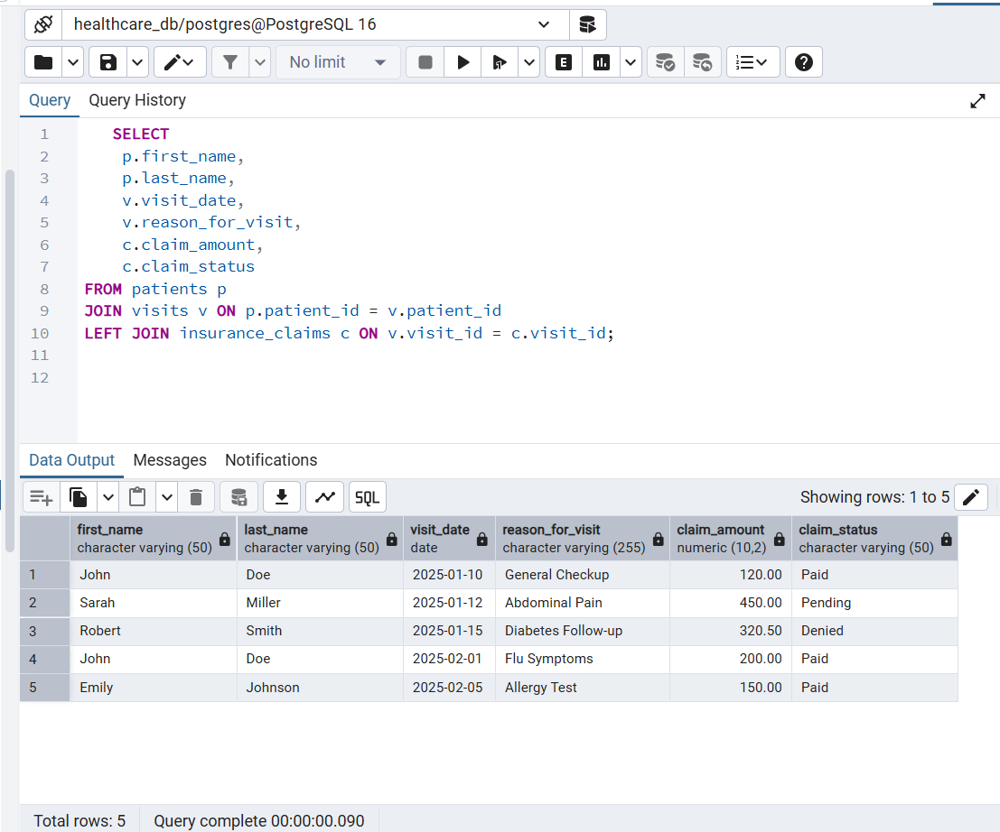 healthcare_db/postgres@PostgreSQL 16
No limit
Query Query History
1 SELECT
2 p.first_name,
3 p.last_name,
4 v.visit_date,
5 v.reason_for_visit,
6 c.claim_amount,
7 c.claim_status
8 FROM patients p
9 JOIN visits v ON p.patient_id = v.patient_id
10 LEFT JOIN insurance_claims c ON v.visit_id = c.visit_id;
11
12
Data Output Messages Notifications
SQL Showing rows: 1 to 5
first_name last_name visit_date reason_for_visit claim_amount claim_status
character varying (50) character varying (50) date character varying (255) numeric (10,2) character varying (50)
1 John Doe 2025-01-10 General Checkup 120.00 Paid
2 Sarah Miller 2025-01-12 Abdominal Pain 450.00 Pending
3 Robert Smith 2025-01-15 Diabetes Follow-up 320.50 Denied
4 John Doe 2025-02-01 Flu Symptoms 200.00 Paid
5 Emily Johnson 2025-02-05 Allergy Test 150.00 Paid
Total rows: 5 Query complete 00:00:00.090